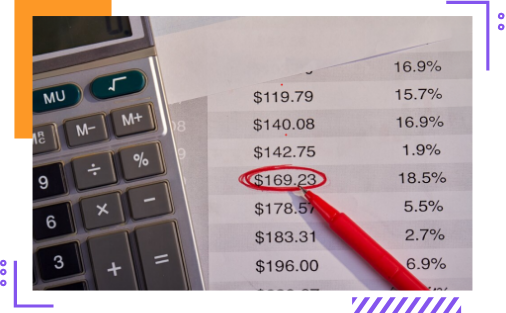 16.9%
$119.79 15.7%
MU √
$140.08 16.9%
M– M+
$142.75 1.9%
9 ÷ %
$169.23 18.5%
6 × −
$178.57 5.5%
$183.31 2.7%
3 + =
$196.00 6.9%